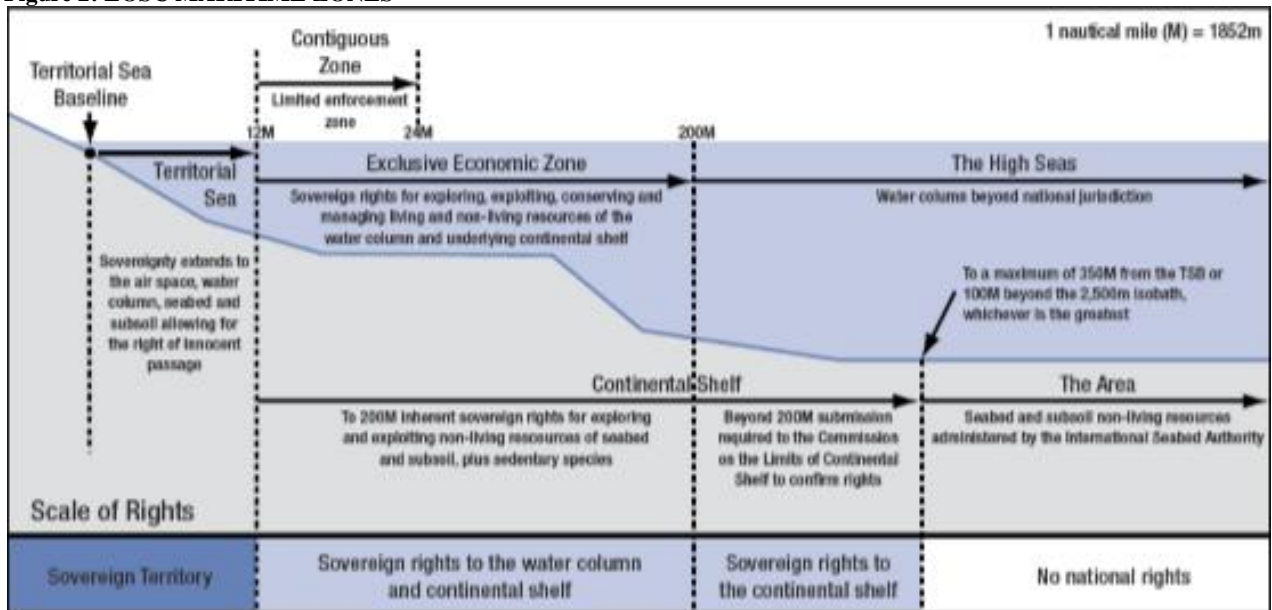 1 nautical mile (M) = 1852m
Contiguous
Zone
Territorial Sea
Baseline
Limited enforcement
zone
12M
24M
200M
Territorial
Sea
Exclusive Economic Zone
The High Seas
Sovereign rights for exploring, exploiting, conserving and
managing living and non-living resources of the
water column and underlying continental shelf
Water column beyond national jurisdiction
Sovereignty extends to
the air space, water
column, seabed and
subsoil allowing for
the right of innocent
passage
To a maximum of 350M from the TSB or
100M beyond the 2,500m isobath,
whichever is the greatest
Continental Shelf
The Area
To 200M inherent sovereign rights for exploring
and exploiting non-living resources of seabed
and subsoil, plus sedentary species
Beyond 200M submission
required to the Commission
on the Limits of Continental
Shelf to confirm rights
Seabed and subsoil non-living resources
administered by the International Seabed Authority
Scale of Rights
Sovereign Territory
Sovereign rights to the water column
and continental shelf
Sovereign rights to
the continental shelf
No national rights